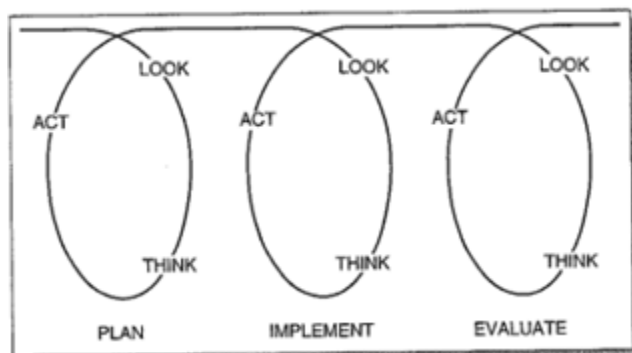 LOOK LOOK LOOK
ACT ACT ACT
THINK THINK THINK
PLAN IMPLEMENT EVALUATE